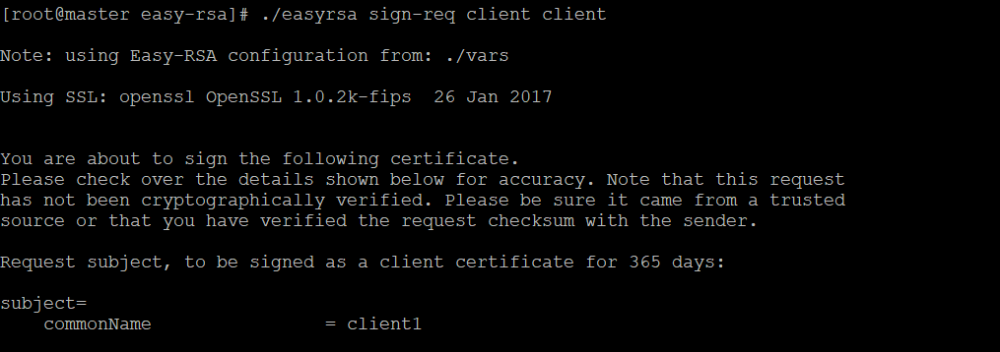 [root@master easy-rsa]# ./easyrsa sign-req client client
Note: using Easy-RSA configuration from: ./vars
Using SSL: openssl OpenSSL 1.0.2k-fips  26 Jan 2017
You are about to sign the following certificate.
Please check over the details shown below for accuracy. Note that this request
has not been cryptographically verified. Please be sure it came from a trusted
source or that you have verified the request checksum with the sender.
Request subject, to be signed as a client certificate for 365 days:
subject=
    commonName                = client1